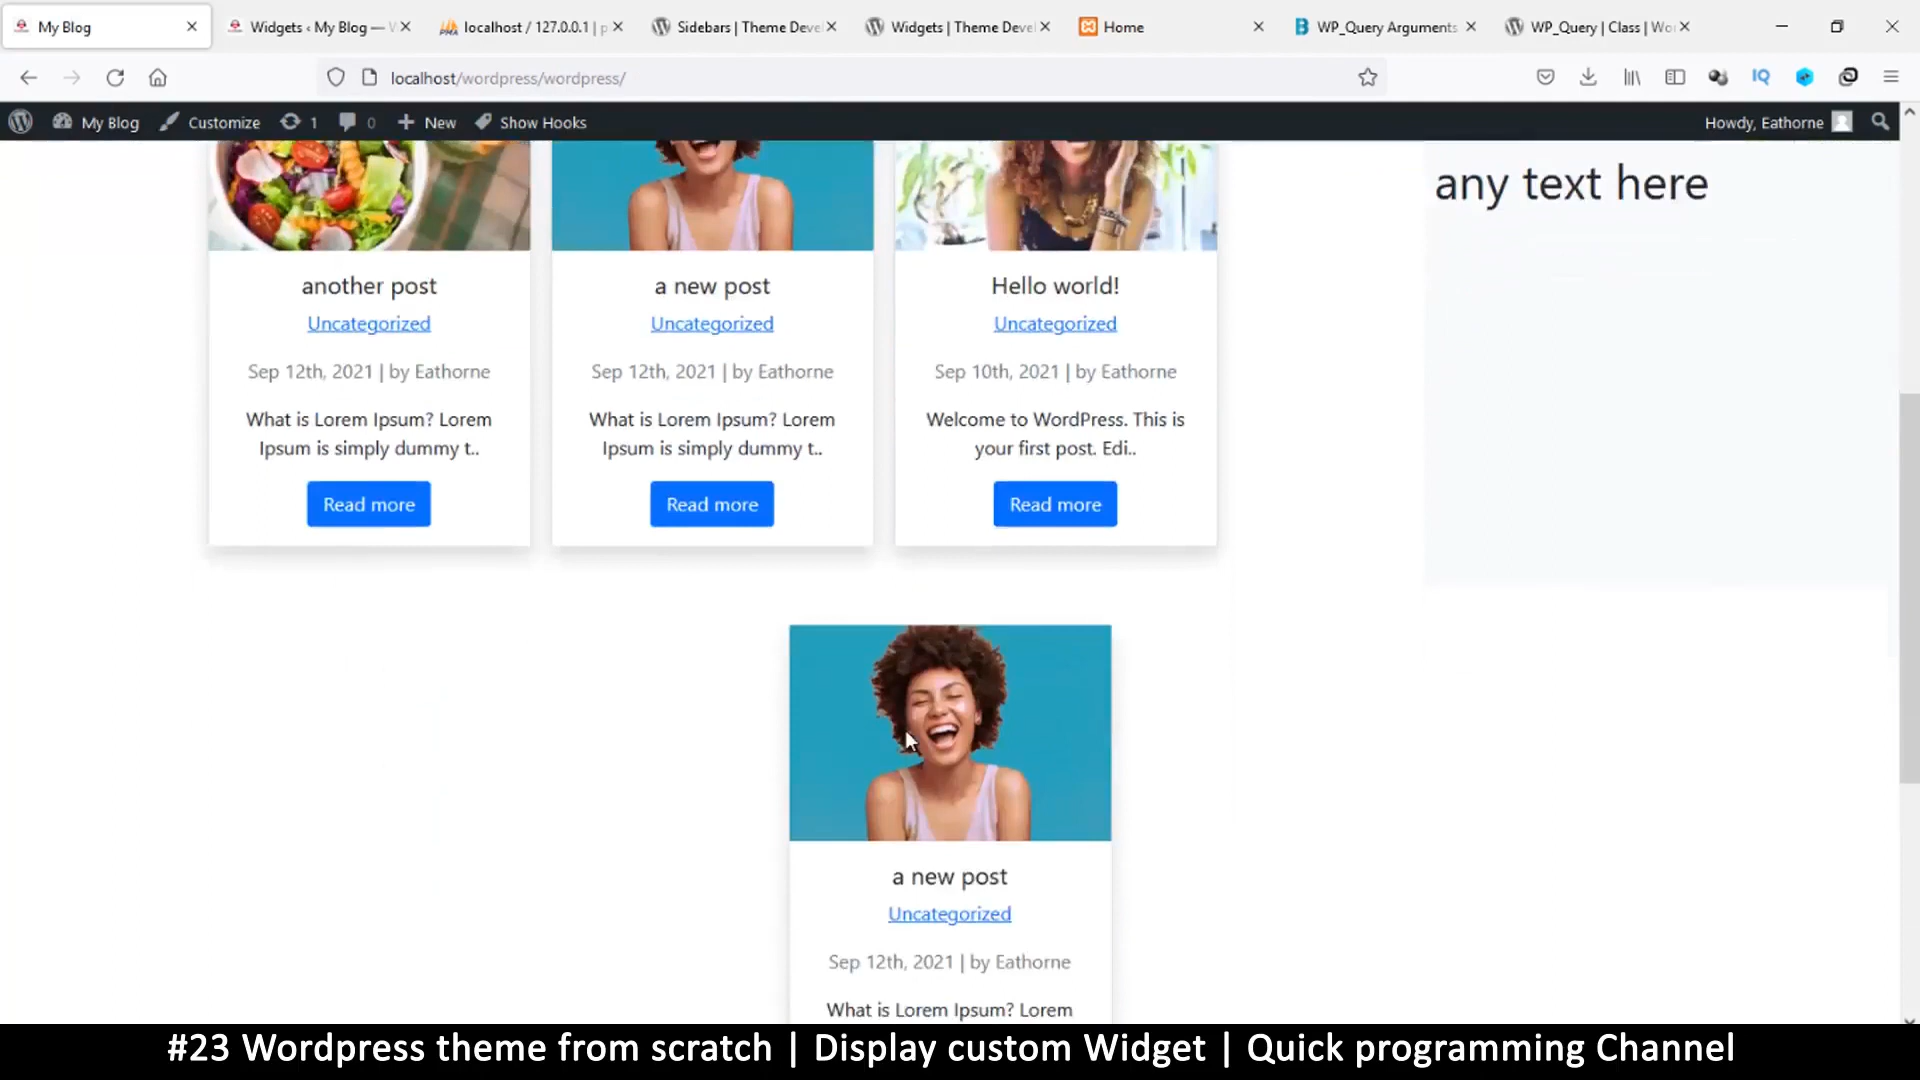 My Blog
Widgets ‹ My Blog — W
localhost / 127.0.0.1 | p
Sidebars | Theme Devel
Widgets | Theme Devel
Home
WP_Query Arguments
WP_Query | Class | Wor
localhost/wordpress/wordpress/
IQ
My Blog
Customize
1
0
New
Show Hooks
Howdy, Eathorne
any text here
another post
Uncategorized
Sep 12th, 2021 | by Eathorne
What is Lorem Ipsum? Lorem
Ipsum is simply dummy t..
Read more
a new post
Uncategorized
Sep 12th, 2021 | by Eathorne
What is Lorem Ipsum? Lorem
Ipsum is simply dummy t..
Read more
Hello world!
Uncategorized
Sep 10th, 2021 | by Eathorne
Welcome to WordPress. This is
your first post. Edi..
Read more
a new post
Uncategorized
Sep 12th, 2021 | by Eathorne
What is Lorem Ipsum? Lorem
#23 Wordpress theme from scratch | Display custom Widget | Quick programming Channel